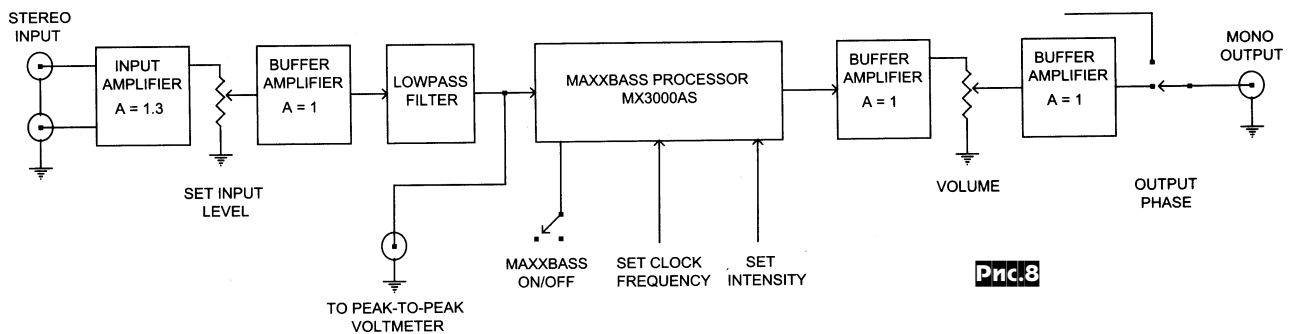 STEREO
INPUT
INPUT
AMPLIFIER
A = 1.3
SET INPUT
LEVEL
BUFFER
AMPLIFIER
A = 1
LOWPASS
FILTER
TO PEAK-TO-PEAK
VOLTMETER
MAXXBASS PROCESSOR
MX3000AS
MAXXBASS
ON/OFF
SET CLOCK
FREQUENCY
SET
INTENSITY
BUFFER
AMPLIFIER
A = 1
VOLUME
BUFFER
AMPLIFIER
A = 1
OUTPUT
PHASE
MONO
OUTPUT
Рис.8